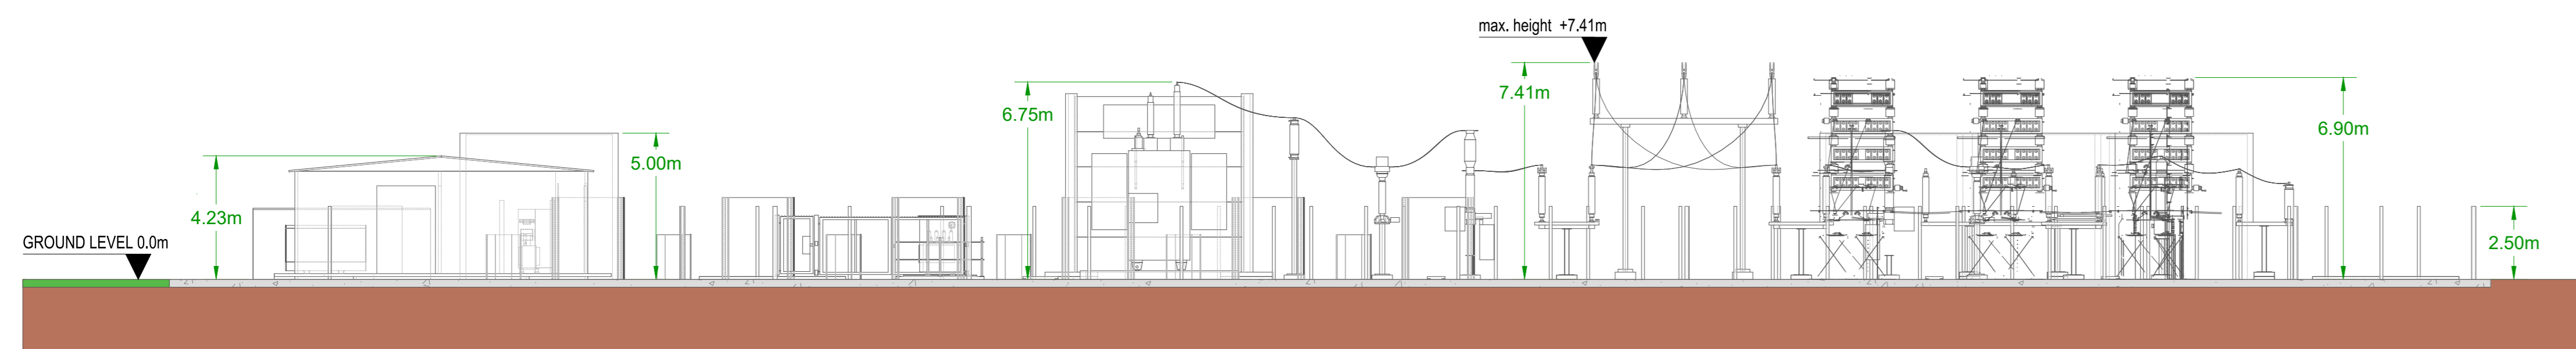 max. height +7.41m
7.41m
6.75m
6.90m
5.00m
4.23m
GROUND LEVEL 0.0m
2.50m